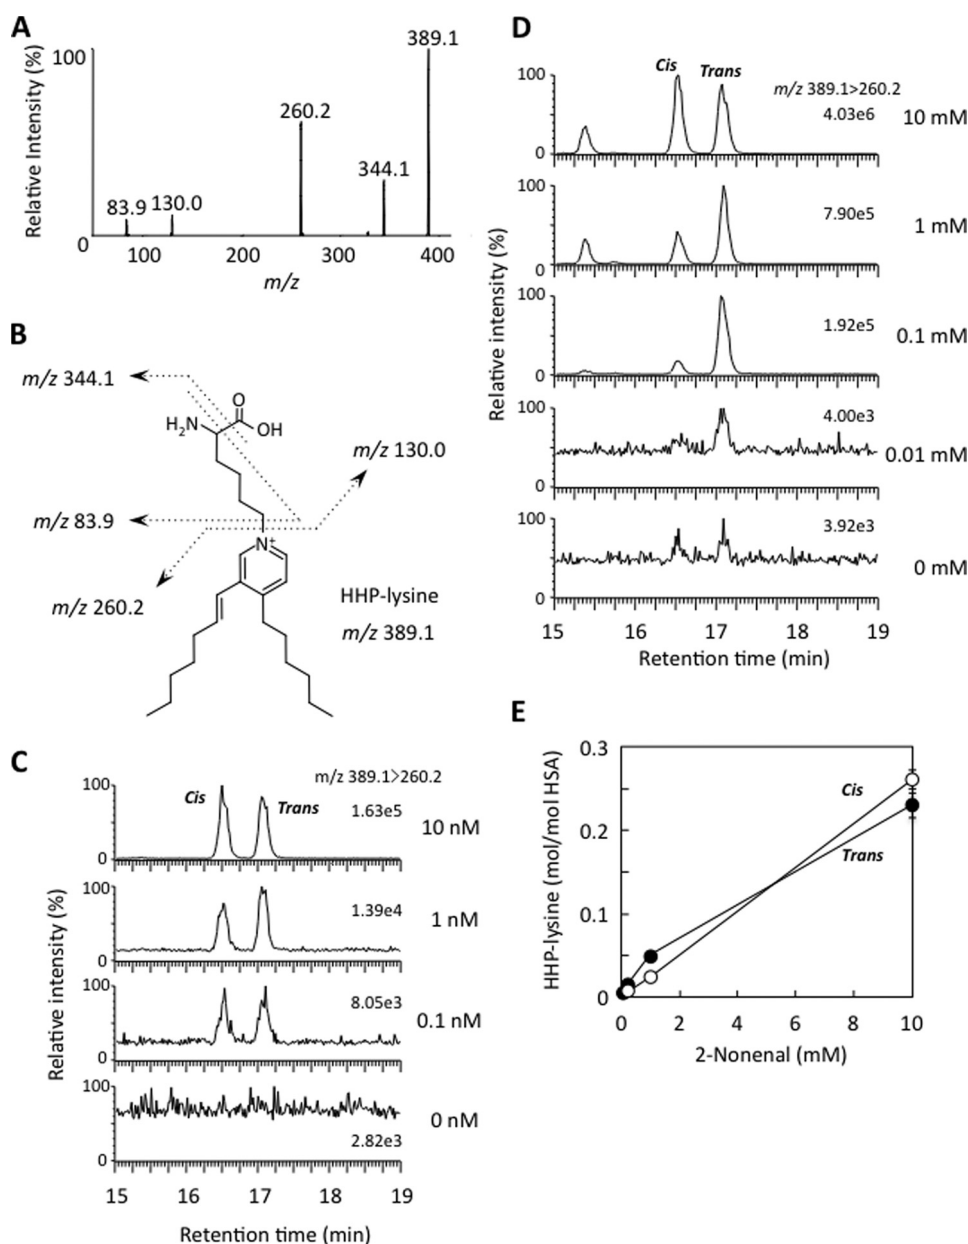 A
Relative Intensity (%)
100
0
389.1
260.2
344.1
83.9
130.0
100
200
300
400
m/z
B
m/z 344.1
O
H₂N
OH
m/z 130.0
m/z 83.9
N⁺
m/z 260.2
HHP-lysine
m/z 389.1
C
Relative intensity (%)
m/z 389.1>260.2
100
Cis
Trans
1.63e5
10 nM
0
100
1.39e4
1 nM
0
100
8.05e3
0.1 nM
0
100
0 nM
2.82e3
0
15
16
17
18
19
Retention time (min)
D
Relative intensity (%)
Cis
Trans
m/z 389.1>260.2
100
4.03e6
10 mM
0
100
7.90e5
1 mM
0
100
1.92e5
0.1 mM
0
100
4.00e3
0.01 mM
0
100
3.92e3
0 mM
0
15
16
17
18
19
Retention time (min)
E
HHP-lysine (mol/mol HSA)
0.3
0.2
0.1
0
Cis
Trans
0
2
4
6
8
10
2-Nonenal (mM)